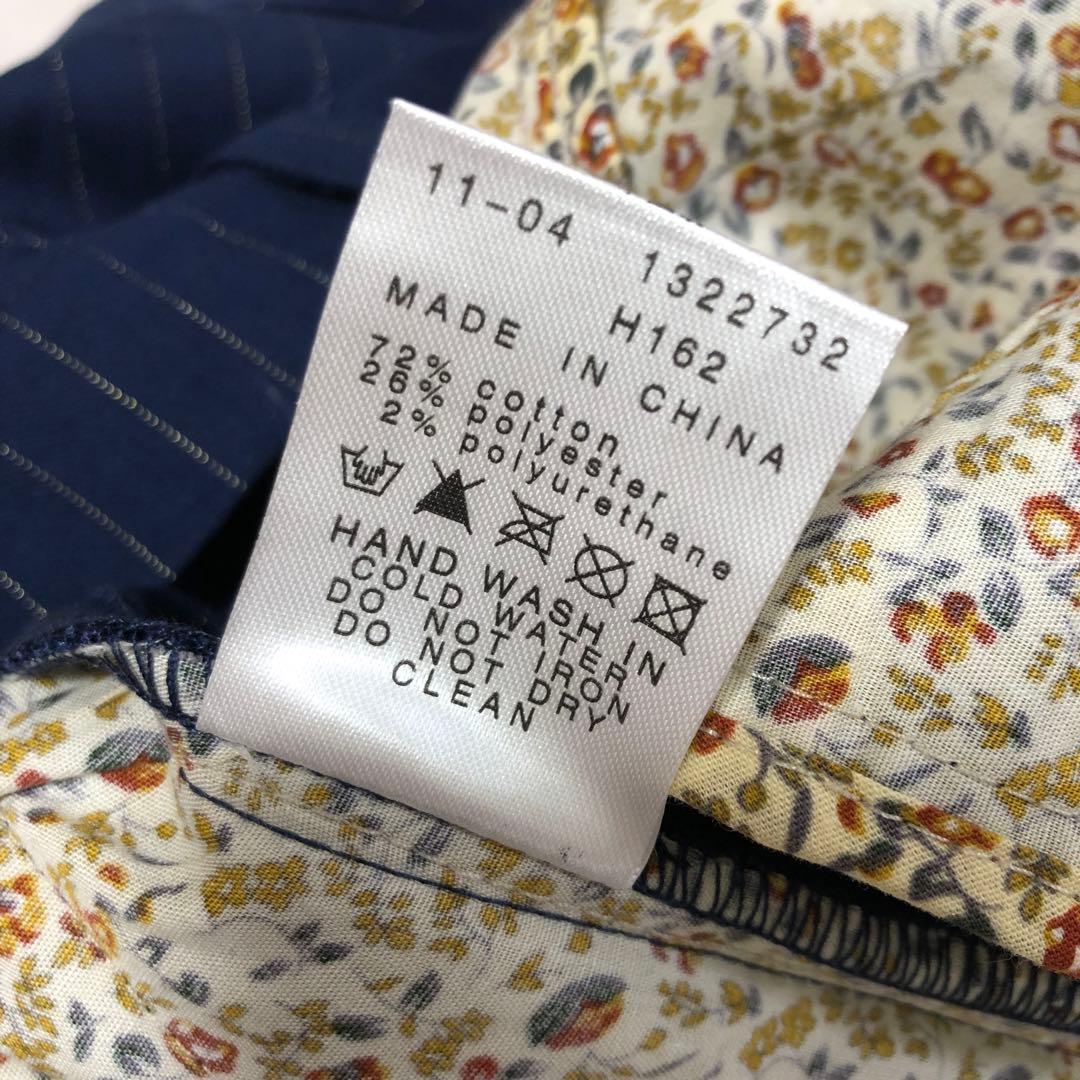 11-04 1322732
H162
MADE IN CHINA
72% cotton
26% polyester
2% polyurethane
HAND WASH IN
COLD WATER
DO NOT IRON
DO NOT DRY
CLEAN